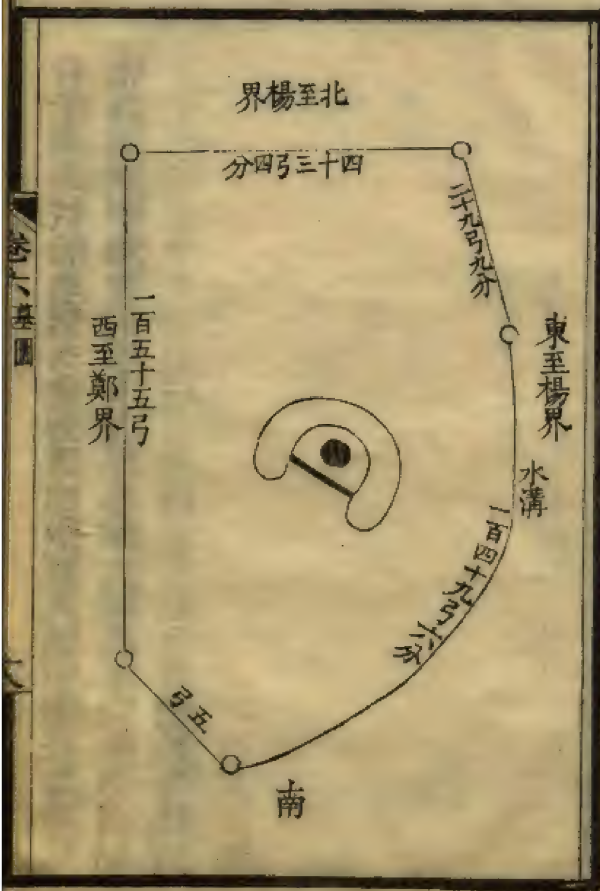 北至楊界
四十三弓四分
二十九弓九分
東至楊界
水溝
一百四十九弓六分
南
五弓
一百五十五弓
西至鄭界
卷六 墓圖